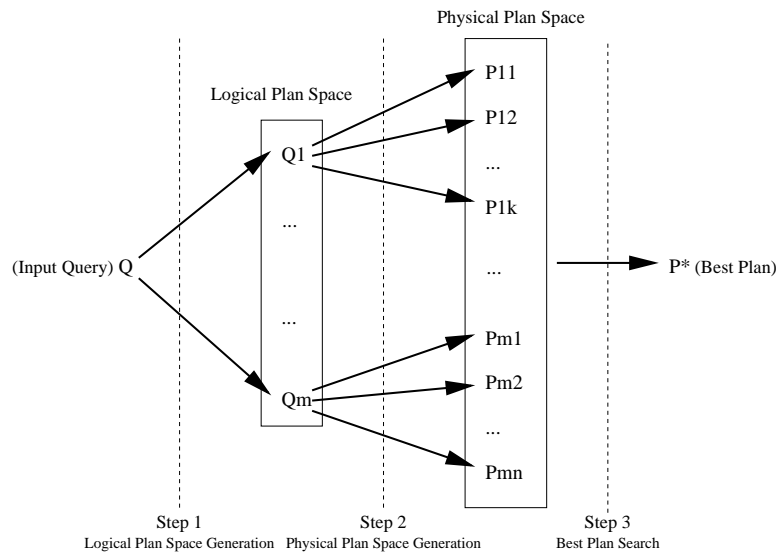 Physical Plan Space
Logical Plan Space
P11
P12
...
P1k
...
Pm1
Pm2
...
Pmn
Q1
...
...
Qm
(Input Query) Q
P* (Best Plan)
Step 1
Logical Plan Space Generation
Step 2
Physical Plan Space Generation
Step 3
Best Plan Search